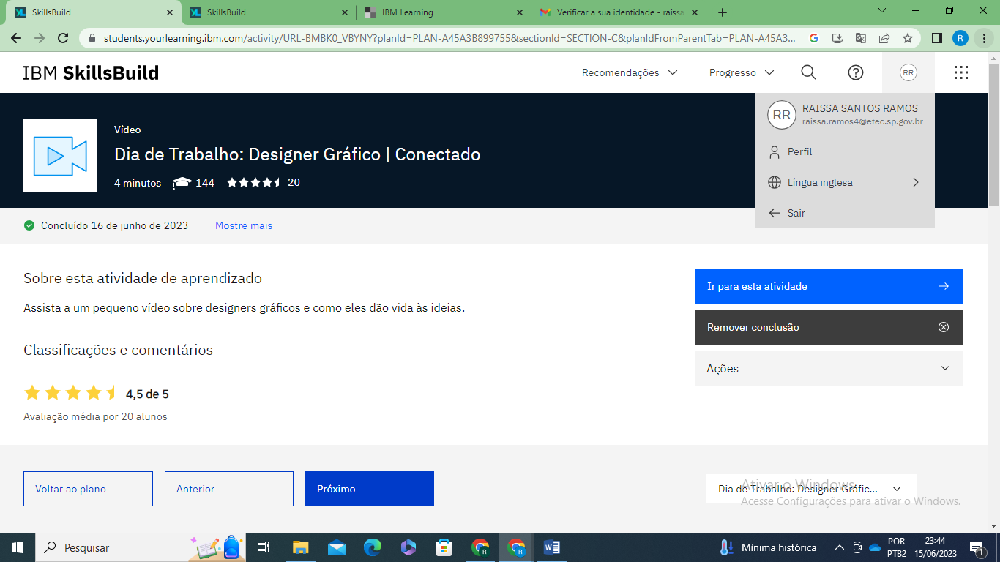 SkillsBuild
SkillsBuild
IBM Learning
Verificar a sua identidade - raissa
students.yourlearning.ibm.com/activity/URL-BMBK0_VBYNY?planId=PLAN-A45A3B899755&sectionId=SECTION-C&planIdFromParentTab=PLAN-A45A3...
R
IBM SkillsBuild
Recomendações
Progresso
RR
RR
RAISSA SANTOS RAMOS
raissa.ramos4@etec.sp.gov.br
Perfil
Língua inglesa
Sair
Vídeo
Dia de Trabalho: Designer Gráfico | Conectado
4 minutos 144 20
Concluído 16 de junho de 2023 Mostre mais
Sobre esta atividade de aprendizado
Assista a um pequeno vídeo sobre designers gráficos e como eles dão vida às ideias.
Ir para esta atividade
Remover conclusão
Ações
Classificações e comentários
4,5 de 5
Avaliação média por 20 alunos
Voltar ao plano
Anterior
Próximo
Dia de Trabalho: Designer Gráfic...
Ativar o Windows
Acesse Configurações para ativar o Windows.
Pesquisar
Mínima histórica
POR
PTB2
23:44
15/06/2023
1